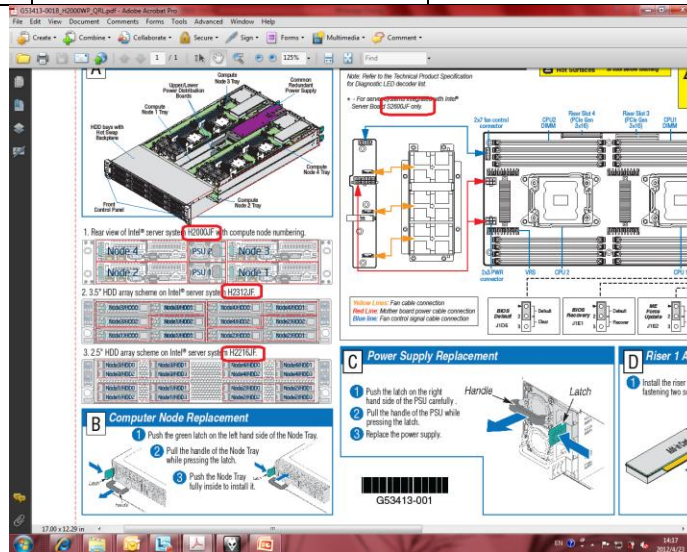 G53413-001B_H2000WP_QRL.pdf - Adobe Acrobat Pro
File Edit View Document Comments Forms Tools Advanced Window Help
Create Combine Collaborate Secure Sign Forms Multimedia Comment
1 / 1 125% Find
A
Compute Node 3 Tray
Upper/Lower Power Distribution Boards
Common Redundant Power Supply
Compute Node 1 Tray
HDD bays with Hot Swap Backplane
Compute Node 4 Tray
Front Control Panel
Compute Node 2 Tray
1. Rear view of Intel® server system H2000JF with compute node numbering.
Node 4 PSU 2 Node 3
Node 2 PSU 1 Node 1
2. 3.5" HDD array scheme on Intel® server system H2312JF.
3. 2.5" HDD array scheme on Intel® server system H2216JF.
B Computer Node Replacement
1 Push the green latch on the left hand side of the Node Tray.
2 Pull the handle of the Node Tray while pressing the latch.
3 Push the Node Tray fully inside to install it.
Note: Refer to the Technical Product Specification
for Diagnostic LED decoder list.
Server Board S2600JF only.
2x7 fan control connector
CPU2 DIMM
Riser Slot 4 (PCIe Gen 3x16)
Riser Slot 3 (PCIe Gen 3x16)
CPU1 DIMM
2x3 PWR connector
VRS
CPU 2
CPU 1
Yellow Lines: Fan cable connection
Red Line: Mother board power cable connection
Blue line: Fan control signal cable connection
BIOS Default Default Clear
BIOS Recovery J1E1 Default Recover
ME Force Update J1E2
C Power Supply Replacement
1 Push the latch on the right
hand side of the PSU carefully .
2 Pull the handle of the PSU while
pressing the latch.
3 Replace the power supply.
Handle
Latch
G53413-001
D Riser 1 A
1 Install the riser
fastening two s
17.00 x 12.29 in
EN
14:17
2012/4/23